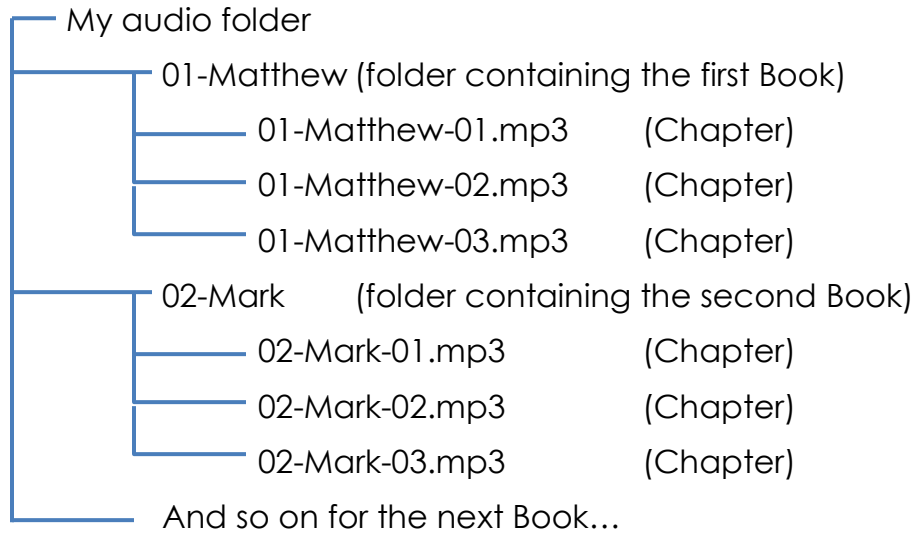 My audio folder
01-Matthew (folder containing the first Book)
01-Matthew-01.mp3 (Chapter)
01-Matthew-02.mp3 (Chapter)
01-Matthew-03.mp3 (Chapter)
02-Mark (folder containing the second Book)
02-Mark-01.mp3 (Chapter)
02-Mark-02.mp3 (Chapter)
02-Mark-03.mp3 (Chapter)
And so on for the next Book…